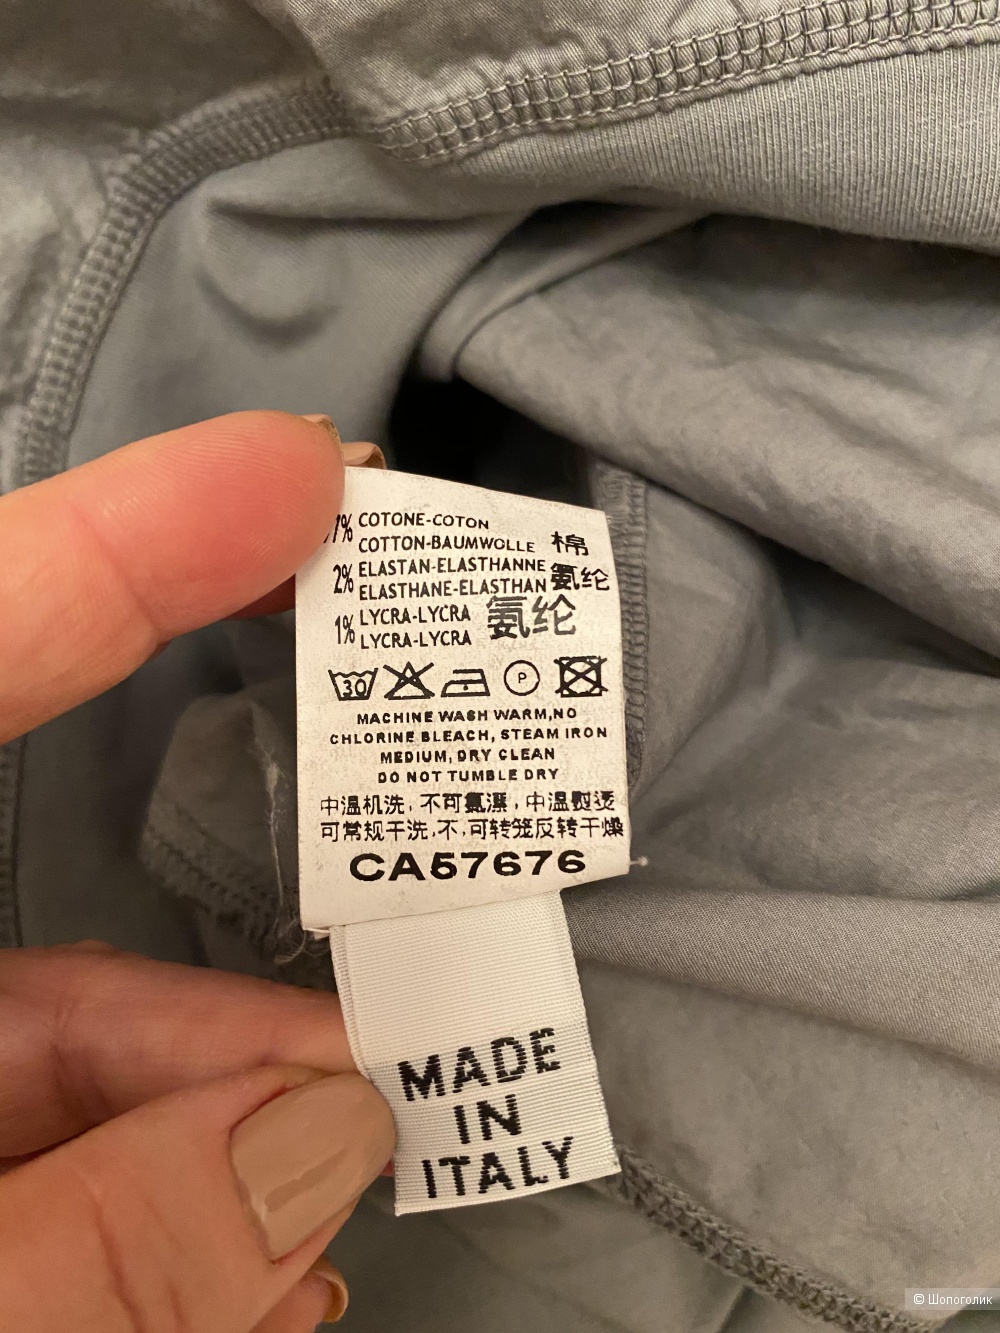 COTONE-COTON
COTTON-BAUMWOLLE 棉
2% ELASTAN-ELASTHANNE 氨纶
ELASTHANE-ELASTHAN
1% LYCRA-LYCRA 氨纶
LYCRA-LYCRA
30 P
MACHINE WASH WARM,NO
CHLORINE BLEACH, STEAM IRON
MEDIUM, DRY CLEAN
DO NOT TUMBLE DRY
中温机洗，不可氯漂，中温熨烫
可常规干洗,不,可转笼反转干燥
CA57676
MADE
IN
ITALY
© Шопоголик